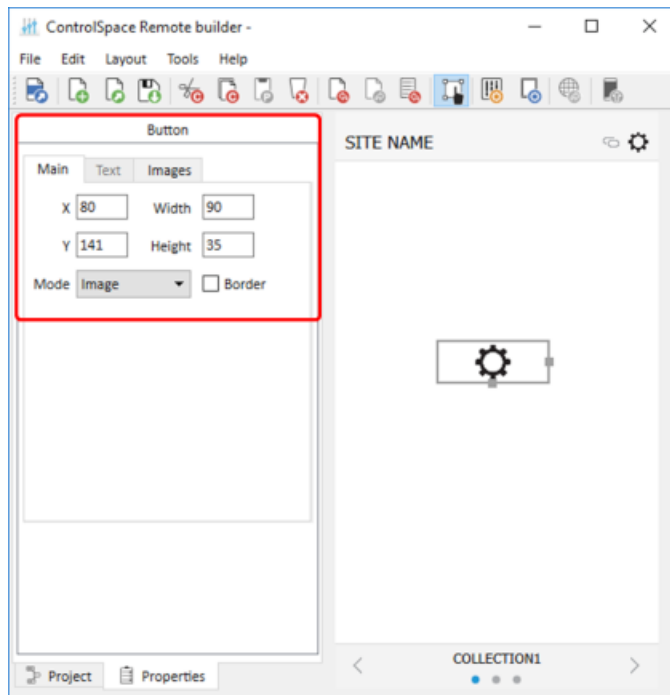 ControlSpace Remote builder -
File Edit Layout Tools Help
Button
Main Text Images
X 80 Width 90
Y 141 Height 35
Mode Image Border
SITE NAME
COLLECTION1
Project Properties